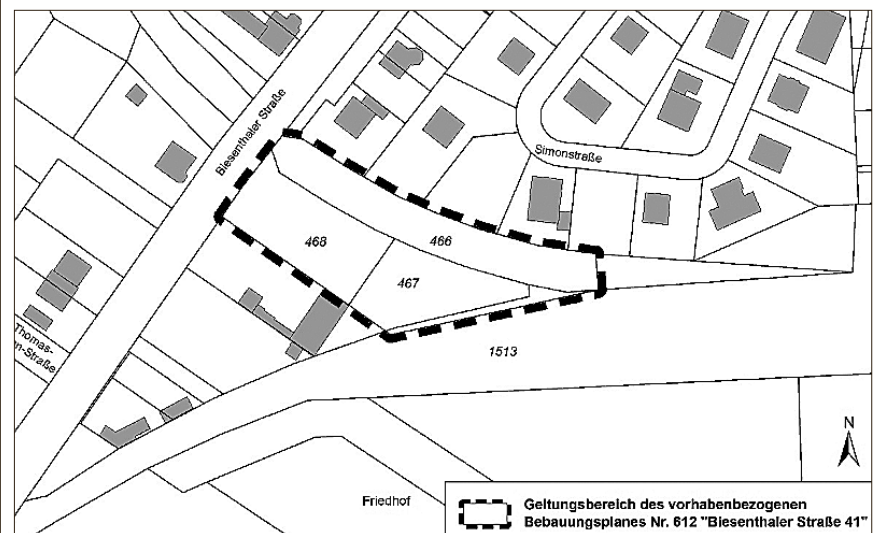 Biesenthaler Straße
Simonstraße
466
468
467
1513
Thomas-
n-Straße
Friedhof
N
Geltungsbereich des vorhabenbezogenen
Bebauungsplanes Nr. 612 "Biesenthaler Straße 41"